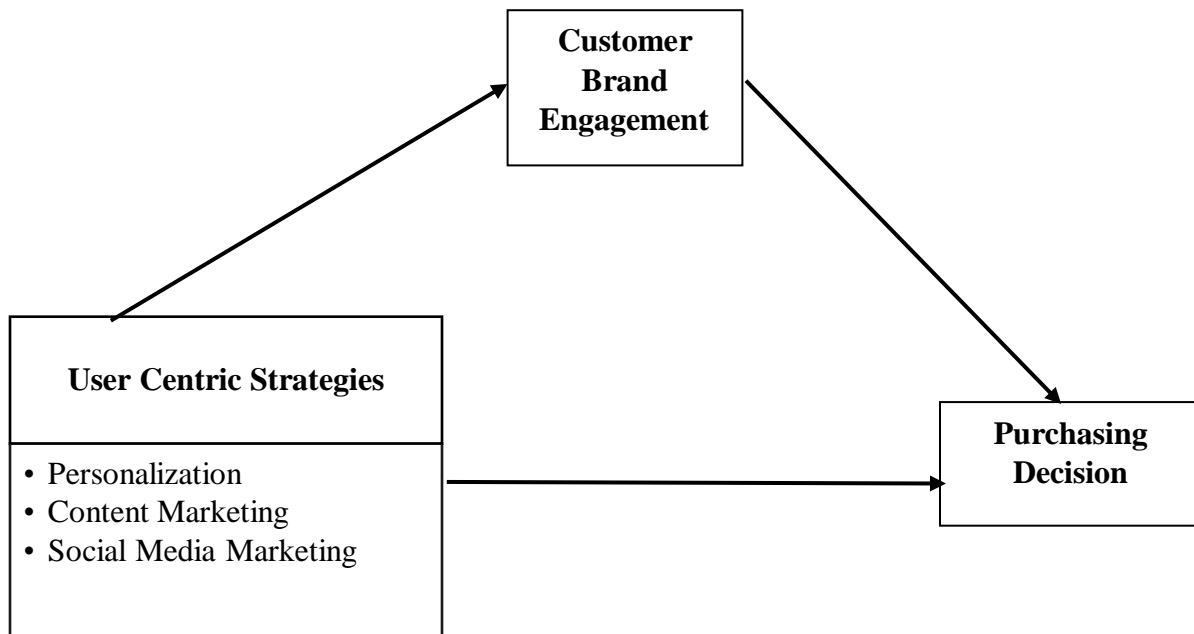 Customer
Brand
Engagement
User Centric Strategies
• Personalization
• Content Marketing
• Social Media Marketing
Purchasing
Decision